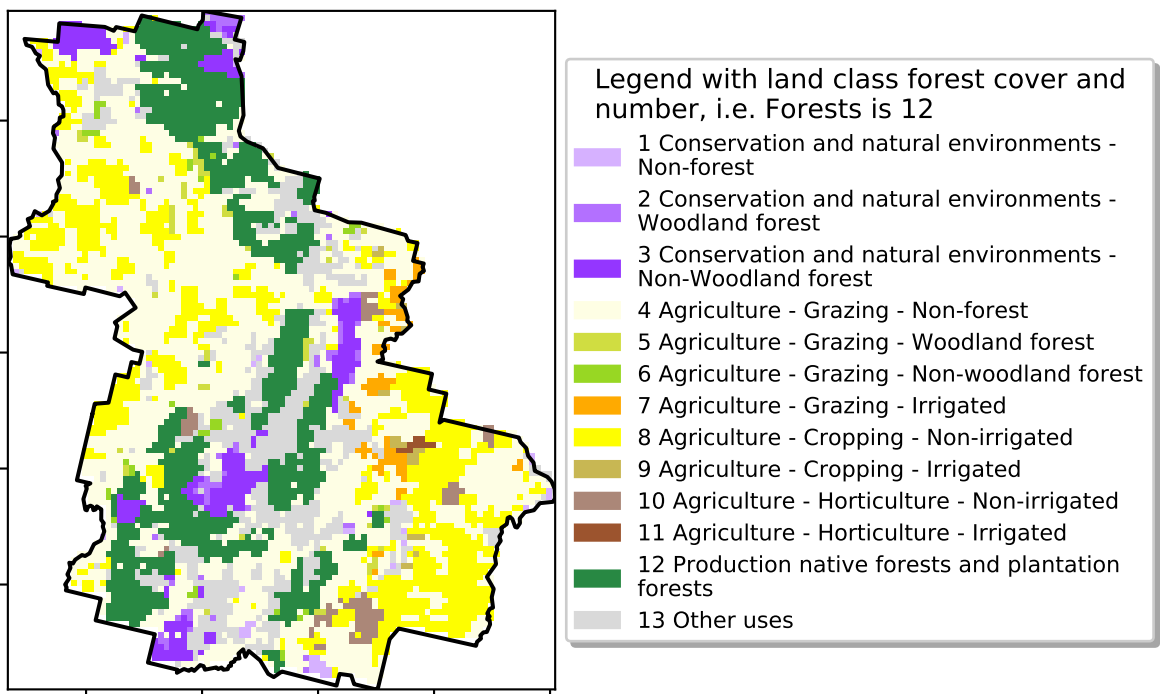 Legend with land class forest cover and
number, i.e. Forests is 12
1 Conservation and natural environments -
Non-forest
2 Conservation and natural environments -
Woodland forest
3 Conservation and natural environments -
Non-Woodland forest
4 Agriculture - Grazing - Non-forest
5 Agriculture - Grazing - Woodland forest
6 Agriculture - Grazing - Non-woodland forest
7 Agriculture - Grazing - Irrigated
8 Agriculture - Cropping - Non-irrigated
9 Agriculture - Cropping - Irrigated
10 Agriculture - Horticulture - Non-irrigated
11 Agriculture - Horticulture - Irrigated
12 Production native forests and plantation
forests
13 Other uses